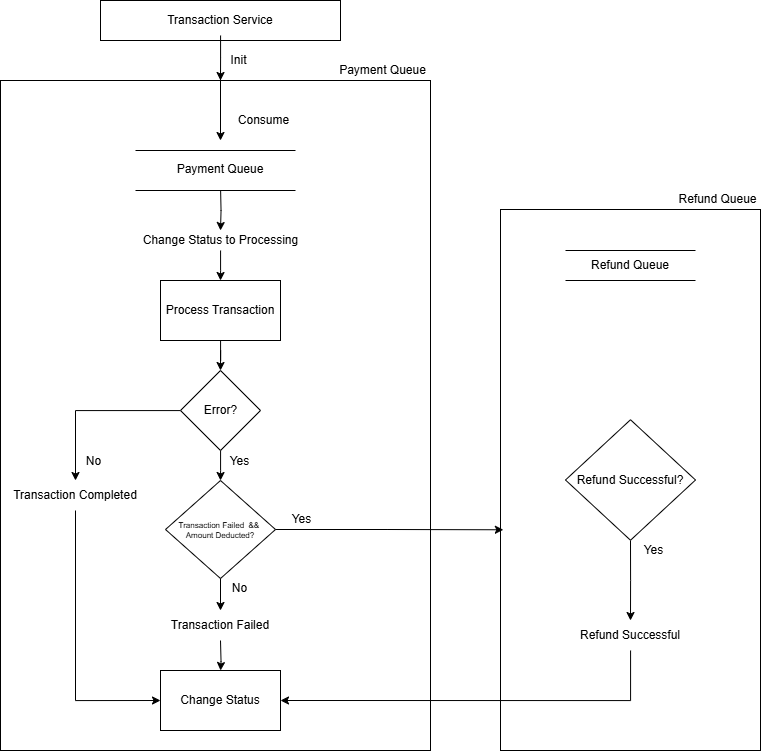 Transaction Service
Init
Payment Queue
Consume
Payment Queue
Refund Queue
Change Status to Processing
Refund Queue
Process Transaction
Error?
No
Yes
Refund Successful?
Transaction Completed
Transaction Failed &&
Amount Deducted?
Yes
Yes
No
Transaction Failed
Refund Successful
Change Status